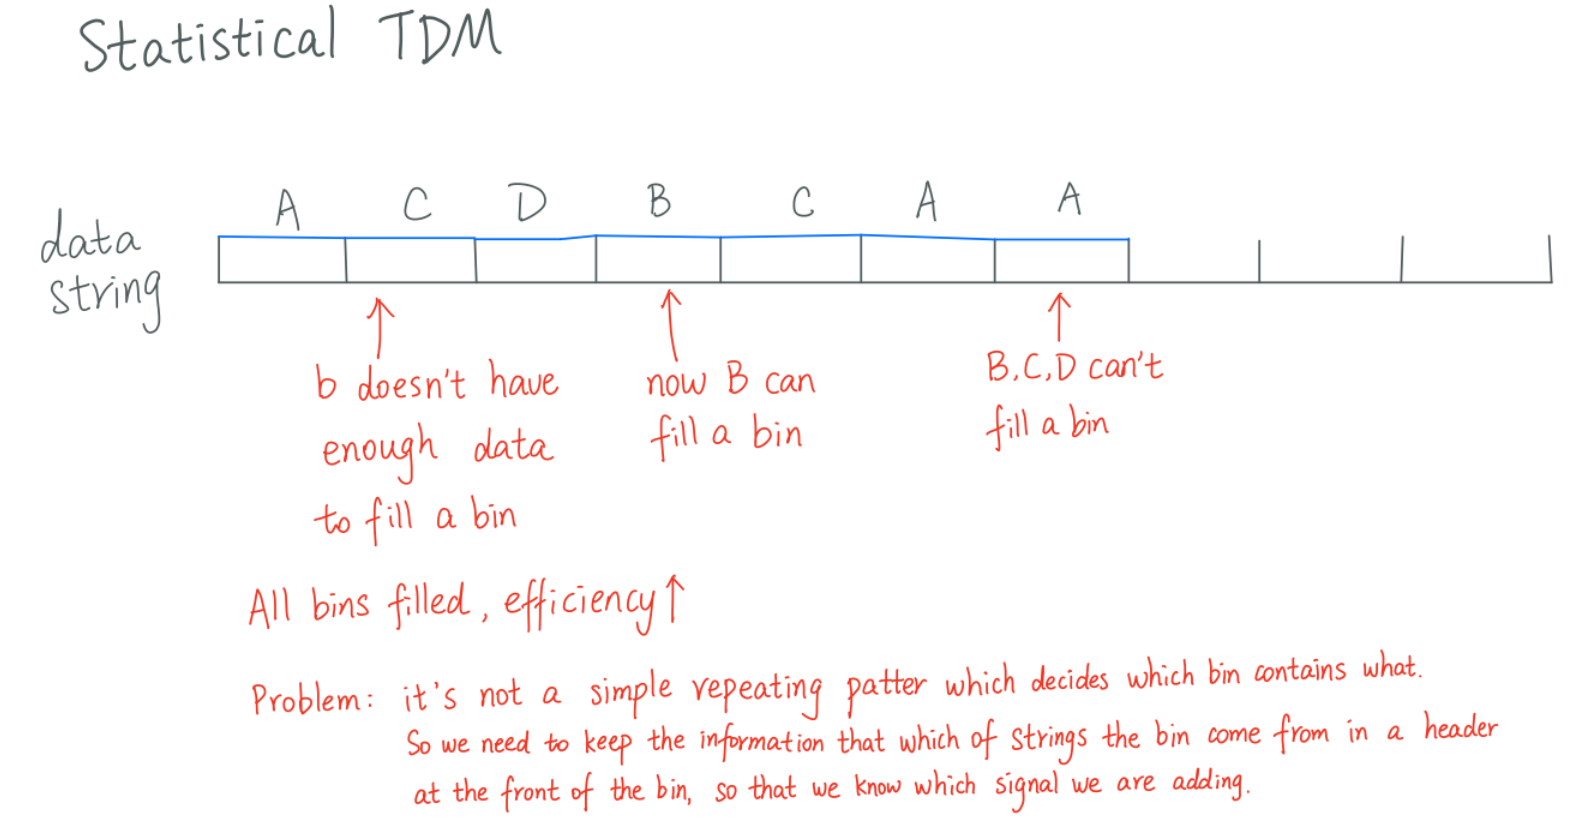 Statistical TDM
A C D B C A A
data
string
b doesn't have
enough data
to fill a bin
now B can
fill a bin
B.C,D can't
fill a bin
All bins filled, efficiency↑
Problem: it's not a simple repeating patter which decides which bin contains what.
So we need to keep the information that which of strings the bin come from in a header
at the front of the bin, so that we know which signal we are adding.